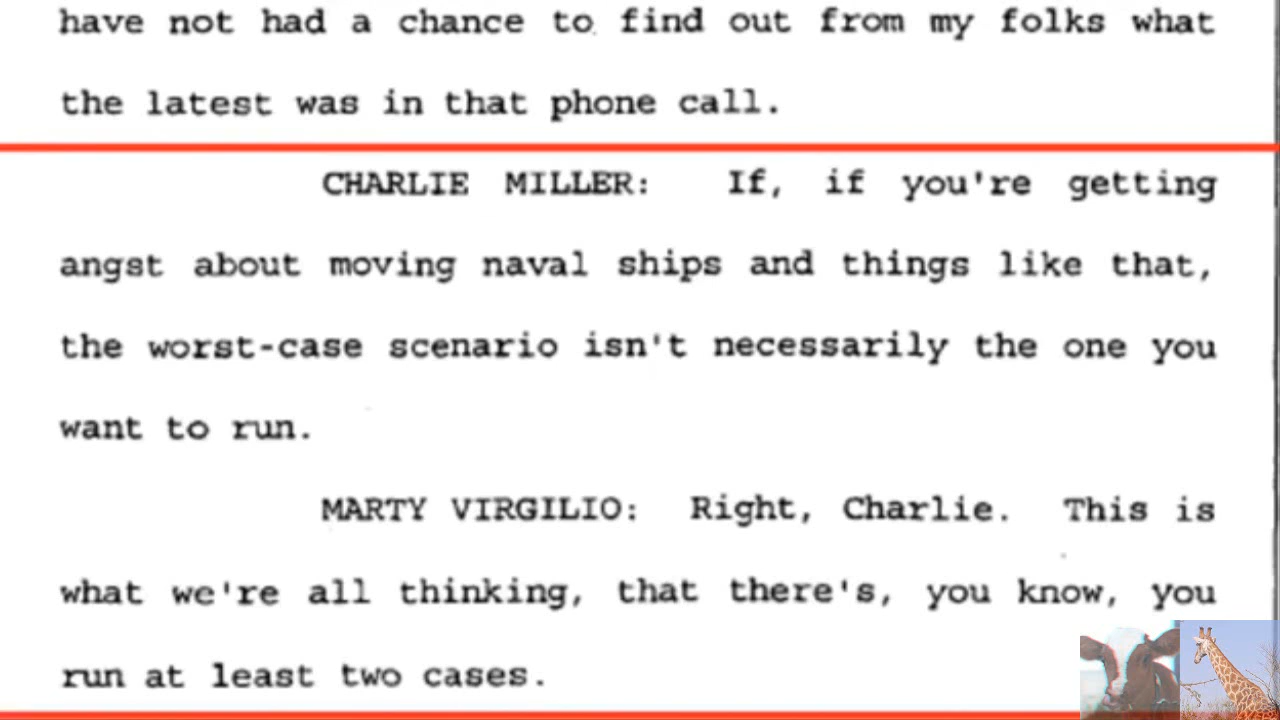 have not had a chance to find out from my folks what
the latest was in that phone call.
CHARLIE MILLER: If, if you're getting
angst about moving naval ships and things like that,
the worst-case scenario isn't necessarily the one you
want to run.
MARTY VIRGILIO: Right, Charlie. This is
what we're all thinking, that there's, you know, you
run at least two cases.